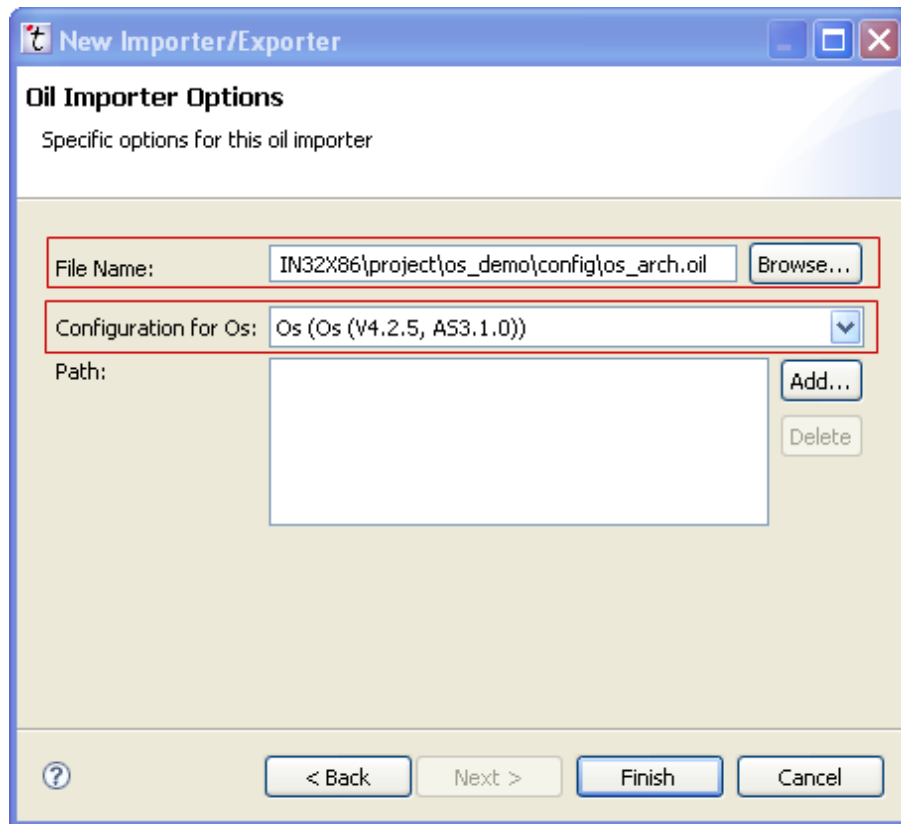 New Importer/Exporter
Oil Importer Options
Specific options for this oil importer
File Name: IN32X86\project\os_demo\config\os_arch.oil Browse...
Configuration for Os: Os (Os (V4.2.5, AS3.1.0))
Path: Add...
Delete
< Back Next > Finish Cancel